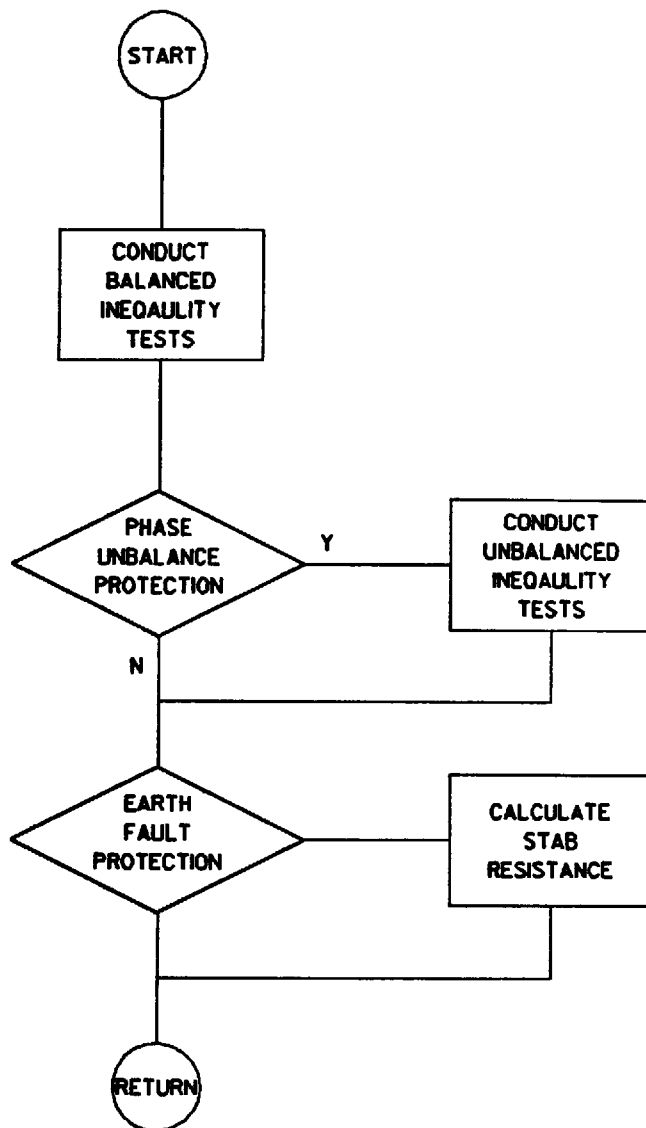 START
CONDUCT
BALANCED
INEQAULITY
TESTS
PHASE
UNBALANCE
PROTECTION
Y
CONDUCT
UNBALANCED
INEQAULITY
TESTS
N
EARTH
FAULT
PROTECTION
CALCULATE
STAB
RESISTANCE
RETURN